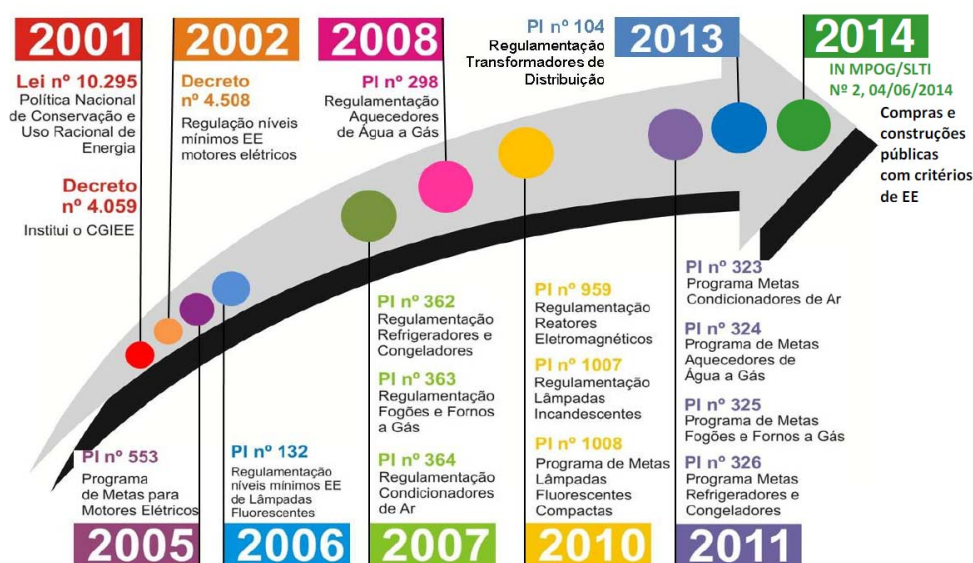 2001
Lei nº 10.295
Política Nacional
de Conservação e
Uso Racional de
Energia
Decreto
nº 4.059
Institui o CGIEE
2002
Decreto
nº 4.508
Regulação níveis
mínimos EE
motores elétricos
2008
PI nº 298
Regulamentação
Aquecedores
de Água a Gás
PI nº 104
Regulamentação
Transformadores de
Distribuição
2013
2014
IN MPOG/SLTI
Nº 2, 04/06/2014
Compras e
construções
públicas
com critérios
de EE
PI nº 553
Programa
de Metas para
Motores Elétricos
2005
PI nº 132
Regulamentação
níveis mínimos EE
de Lâmpadas
Fluorescentes
2006
PI nº 362
Regulamentação
Refrigeradores e
Congeladores
PI nº 363
Regulamentação
Fogões e Fornos
a Gás
PI nº 364
Regulamentação
Condicionadores
de Ar
2007
PI nº 959
Regulamentação
Reatores
Eletromagnéticos
PI nº 1007
Regulamentação
Lâmpadas
Incandescentes
PI nº 1008
Programa de Metas
Lâmpadas
Fluorescentes
Compactas
2010
PI nº 323
Programa Metas
Condicionadores de Ar
PI nº 324
Programa de Metas
Aquecedores de
Água a Gás
PI nº 325
Programa de Metas
Fogões e Fornos a Gás
PI nº 326
Programa Metas
Refrigeradores e
Congeladores
2011